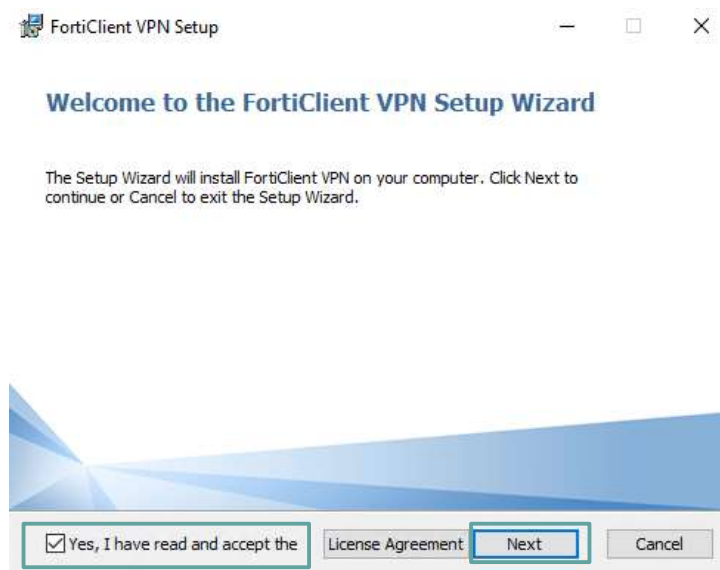 FortiClient VPN Setup
Welcome to the FortiClient VPN Setup Wizard
The Setup Wizard will install FortiClient VPN on your computer. Click Next to
continue or Cancel to exit the Setup Wizard.
Yes, I have read and accept the License Agreement Next Cancel